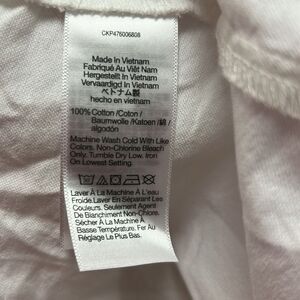 CKP476006808
Made In Vietnam
Fabriqué Au Việt Nam
Hergestellt In Vietnam
Vervaardigd In Vietnam
ベトナム製
hecho en vietnam
100% Cotton /Coton /
Baumwolle /Katoen /綿 /
algodón
Machine Wash Cold With Like
Colors. Non-Chlorine Bleach
Only. Tumble Dry Low. Iron
On Lowest Setting.
Laver À La Machine À L'eau
Froide.Laver En Séparant Les
Couleurs. Seulement Agent
De Blanchiment Non-Chlore.
Sécher À La Machine À
Basse Température. Fer Au
Réglage Le Plus Bas.